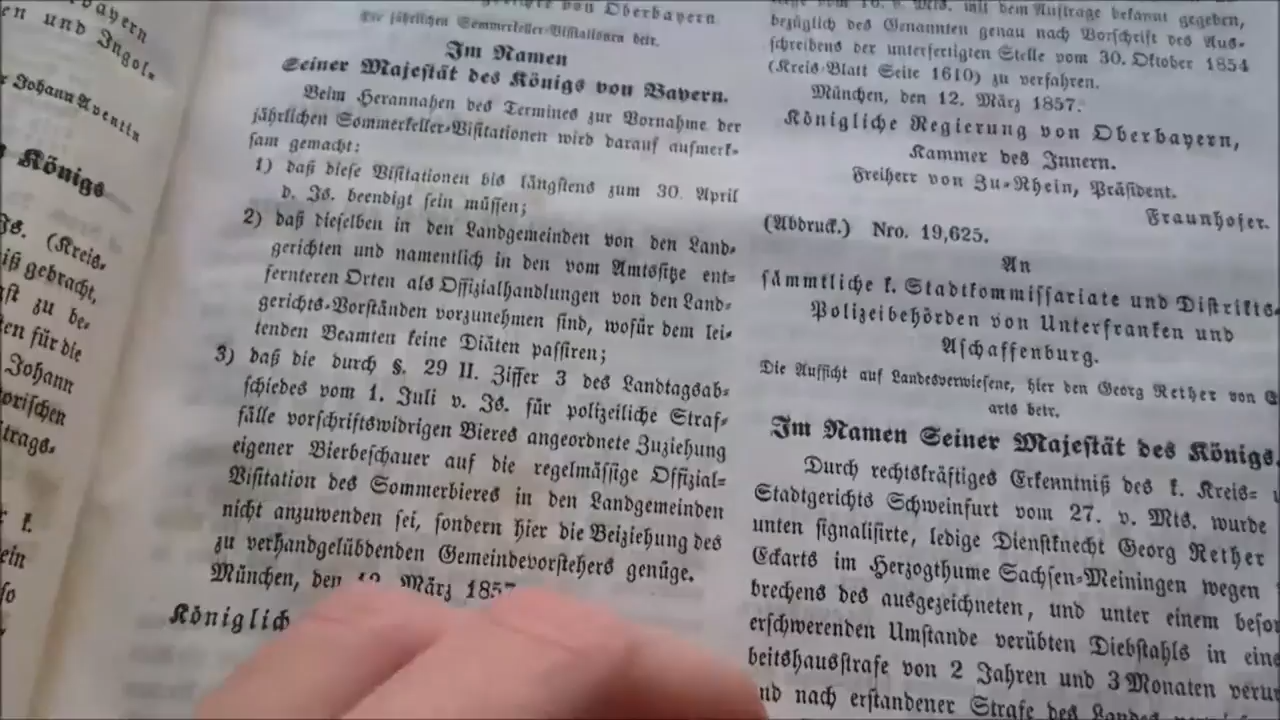 bayern
en und Ingol-
r Johann Aventin
Königs
Js. (Kreis-
iß gebracht,
zu be-
en für die
Johann
orischen
trags-
k.
ein
so
von Oberbayern
die jährlichen Sommerkeller-Visitationen betr.
Im Namen
Seiner Majestät des Königs von Bayern.
Beim Herannahen des Termines zur Vornahme der
jährlichen Sommerkeller-Visitationen wird darauf aufmerk-
sam gemacht:
1) daß diese Visitationen bis längstens zum 30. April
v. Js. beendigt sein müssen;
2) daß dieselben in den Landgemeinden von den Land-
gerichten und namentlich in den vom Amtssitze ent-
fernteren Orten als Offizialhandlungen von den Land-
gerichts-Vorständen vorzunehmen sind, wofür dem lei-
tenden Beamten keine Diäten passiren;
3) daß die durch §. 29 II. Ziffer 3 des Landtagsab-
schiedes vom 1. Juli v. Js. für polizeiliche Straf-
fälle vorschriftswidrigen Bieres angeordnete Zuziehung
eigener Bierbeschauer auf die regelmässige Offizial-
Visitation des Sommerbieres in den Landgemeinden
nicht anzuwenden sei, sondern hier die Beiziehung des
zu verhandgelübdenden Gemeindevorstehers genüge.
München, den März 1857
Königlich
vom 10. v. Mts. mit dem Auftrage bekannt gegeben,
bezüglich des Genannten genau nach Vorschrift des Aus-
schreibens der unterfertigten Stelle vom 30. Oktober 1854
(Kreis-Blatt Seite 1610) zu verfahren.
München, den 12. März 1857.
Königliche Regierung von Oberbayern,
Kammer des Innern.
Freiherr von Zu-Rhein, Präsident.
Fraunhofer.
(Abdruck.) Nro. 19,625.
An
sämmtliche k. Stadtkommissariate und Distrikts-
Polizeibehörden von Unterfranken und
Aschaffenburg.
Die Aufsicht auf Landesverwiesene, hier den Georg Rether von
arts betr.
Im Namen Seiner Majestät des Königs.
Durch rechtskräftiges Erkenntniß des k. Kreis-
Stadtgerichts Schweinfurt vom 27. v. Mts. wurde
unten signalisirte, ledige Dienstknecht Georg Rether
Eckarts im Herzogthume Sachsen-Meiningen wegen
brechens des ausgezeichneten, und unter einem beson
erschwerenden Umstande verübten Diebstahls in eine
beitshausstrafe von 2 Jahren und 3 Monaten verur
nd nach erstandener Strafe des Landes